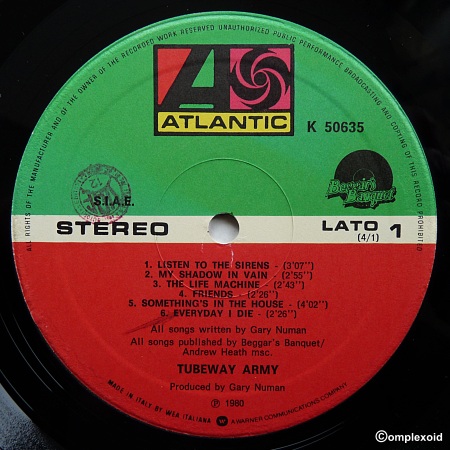 ALL RIGHTS OF THE MANUFACTURER AND OF THE OWNER OF THE RECORDED WORK RESERVED UNAUTHORIZED PUBLIC PERFORMANCE BROADCASTING AND COPYING OF THIS RECORD PROHIBITED
ATLANTIC
K 50635
S.I.A.E.
Beggars
Banquet
STEREO
LATO 1
(4/1)
1. LISTEN TO THE SIRENS - (3'07'')
2. MY SHADOW IN VAIN - (2'55'')
3. THE LIFE MACHINE - (2'43'')
4. FRIENDS - (2'26'')
5. SOMETHING'S IN THE HOUSE - (4'02'')
6. EVERYDAY I DIE - (2'26'')
All songs written by Gary Numan
All songs published by Beggar's Banquet/
Andrew Heath msc.
TUBEWAY ARMY
Produced by Gary Numan
℗ 1980
MADE IN ITALY BY WEA ITALIANA W A WARNER COMMUNICATIONS COMPANY
©omplexoid